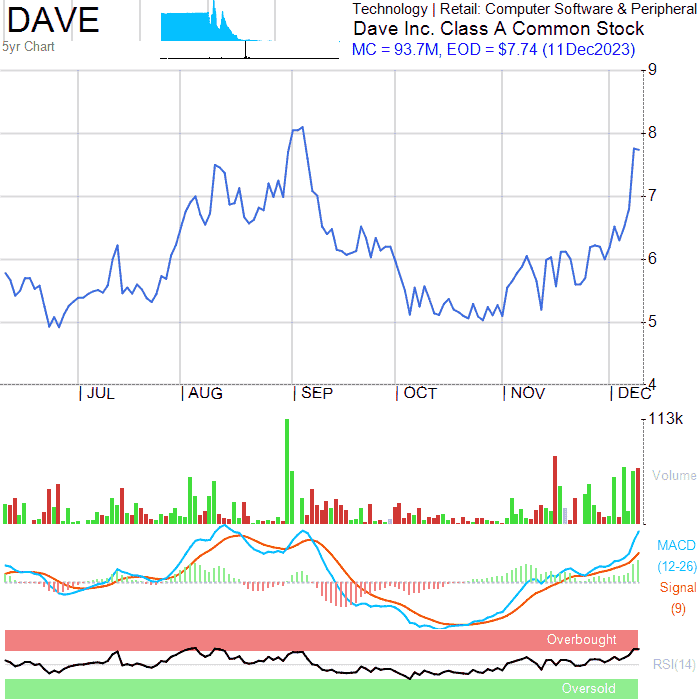 DAVE
5yr Chart
Technology | Retail: Computer Software & Peripheral
Dave Inc. Class A Common Stock
MC = 93.7M, EOD = $7.74 (11Dec2023)
9
8
7
6
5
4
JUL
AUG
SEP
OCT
NOV
DEC
113k
Volume
MACD
(12-26)
Signal
(9)
Overbought
RSI(14)
Oversold